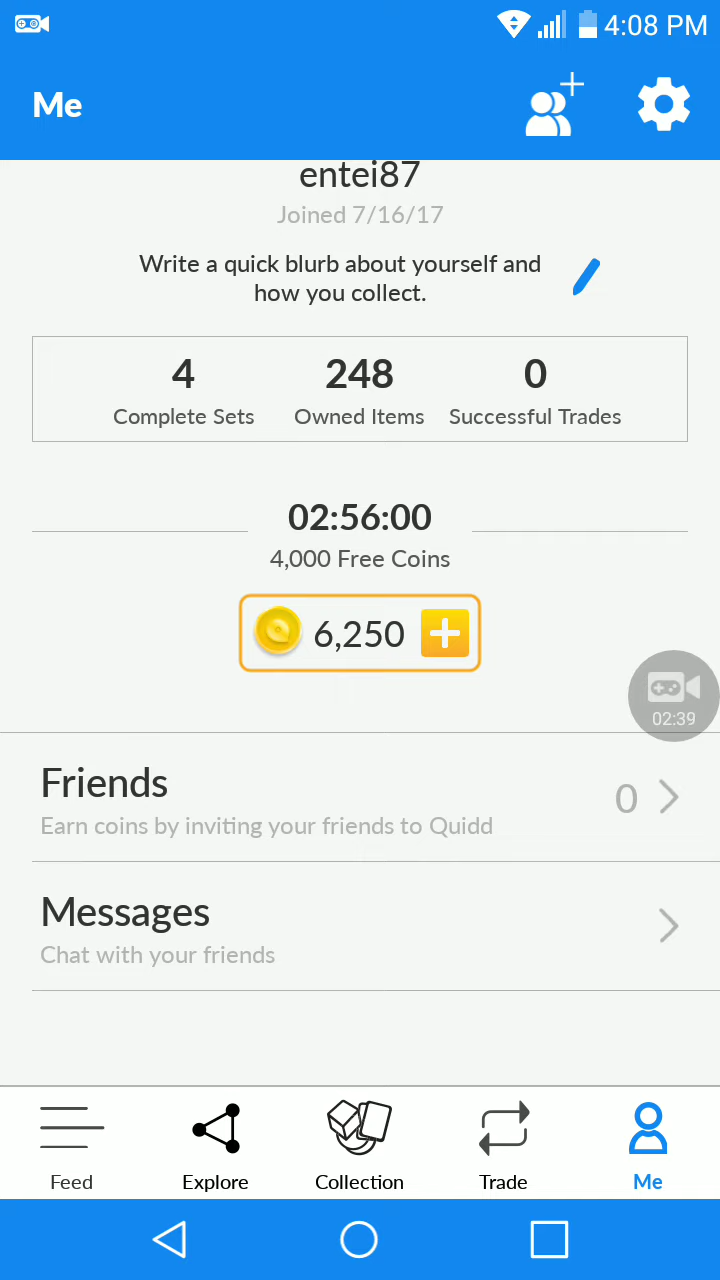 4:08 PM
Me
entei87
Joined 7/16/17
Write a quick blurb about yourself and
how you collect.
4 248 0
Complete Sets Owned Items Successful Trades
02:56:00
4,000 Free Coins
6,250
02:39
Friends 0
Earn coins by inviting your friends to Quidd
Messages
Chat with your friends
Feed Explore Collection Trade Me